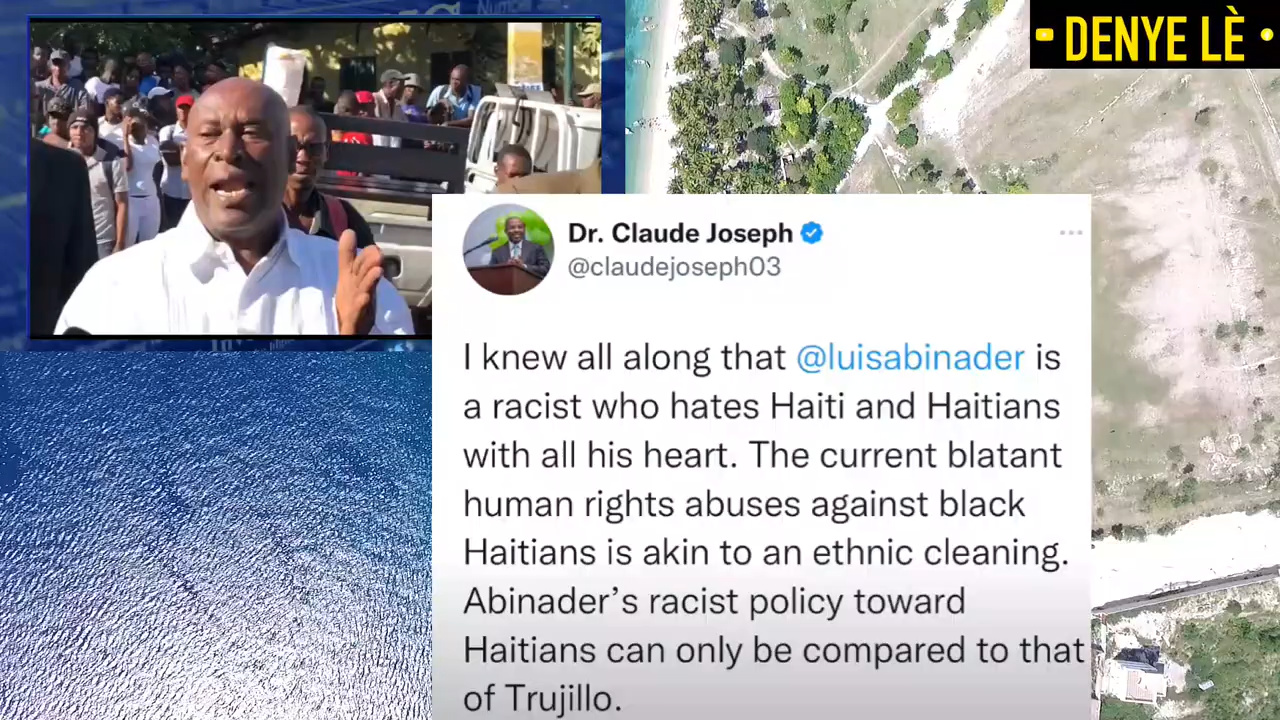 DENYE LÈ
Dr. Claude Joseph
@claudejoseph03
I knew all along that @luisabinader is
a racist who hates Haiti and Haitians
with all his heart. The current blatant
human rights abuses against black
Haitians is akin to an ethnic cleaning.
Abinader’s racist policy toward
Haitians can only be compared to that
of Trujillo.